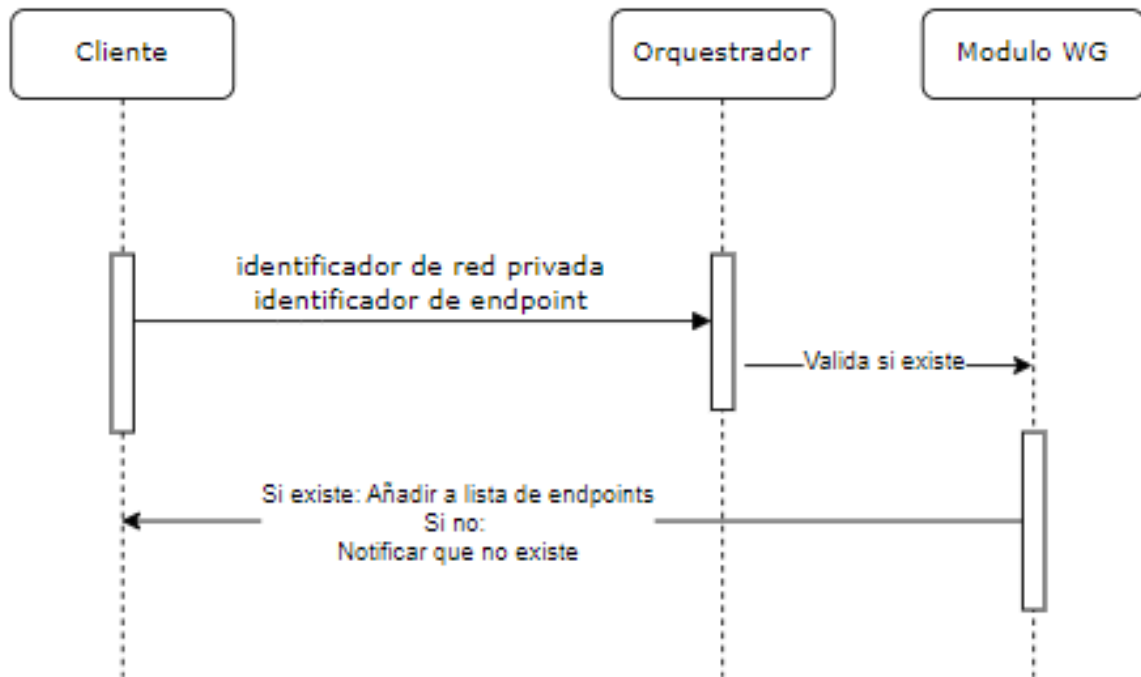 Cliente
Orquestrador
Modulo WG
identificador de red privada
identificador de endpoint
Valida si existe
Si existe: Añadir a lista de endpoints
Si no:
Notificar que no existe